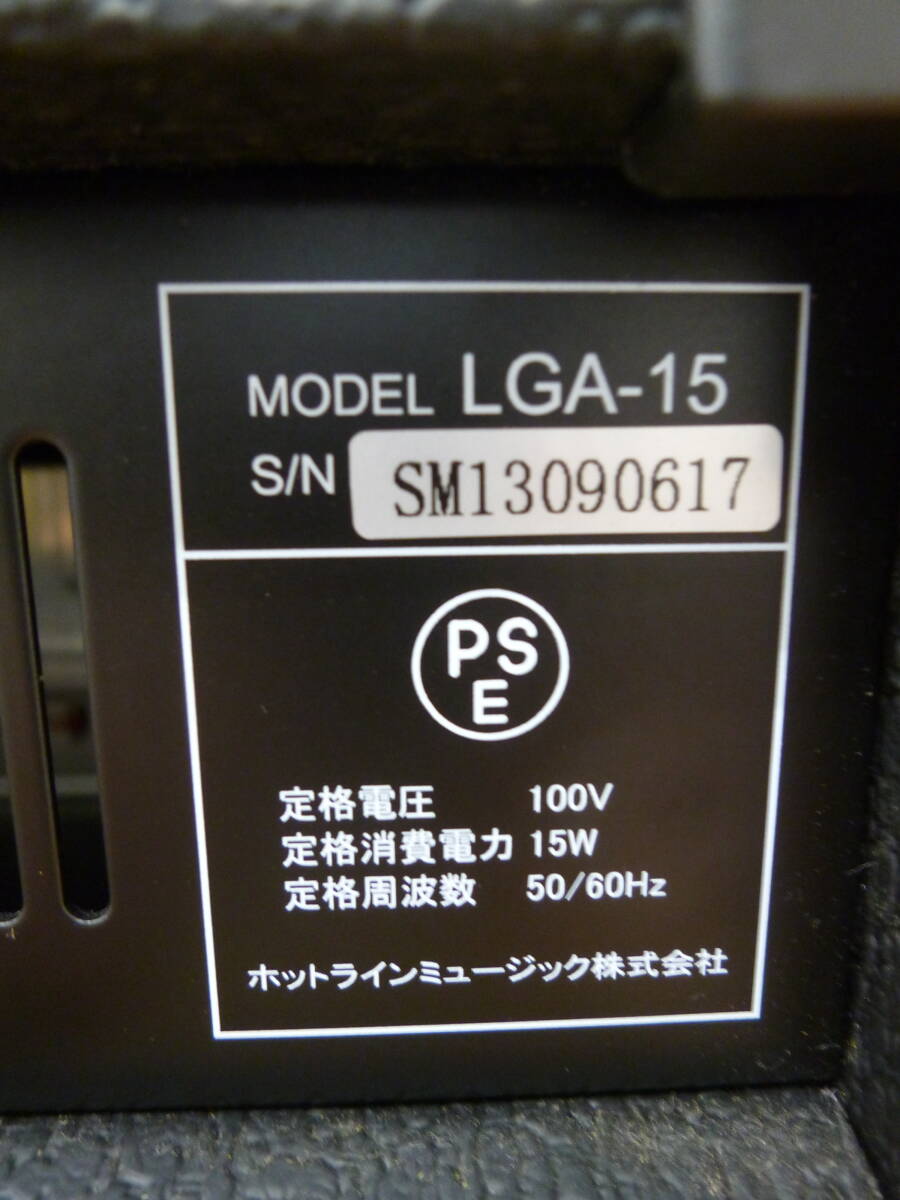 MODEL LGA-15
S/N SM13090617
PS
E
定格電圧 100V
定格消費電力 15W
定格周波数 50/60Hz
ホットラインミュージック株式会社